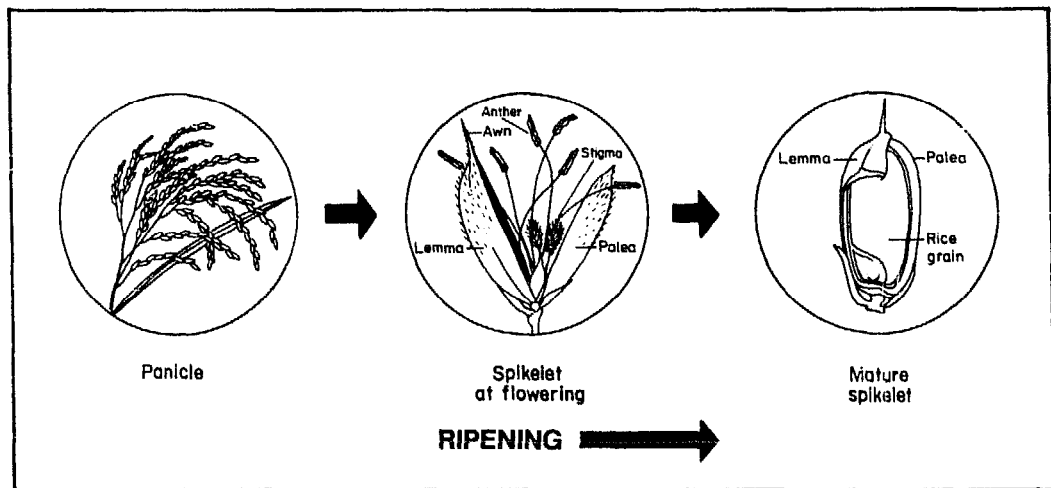 Anther
Awn
Stigma
Lemma
Palea
Lemma
Palea
Rice
grain
Panicle
Spikelet
at flowering
Mature
spikelet
RIPENING